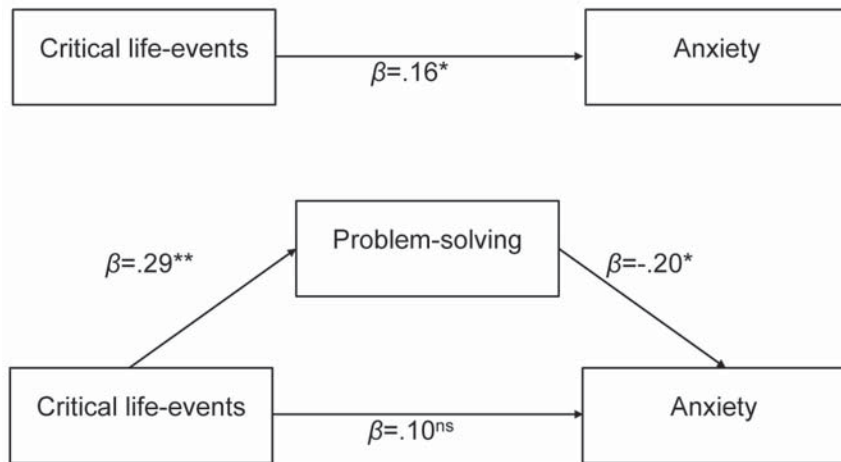 Critical life-events
Anxiety
β=.16*
Problem-solving
β=.29**
β=-.20*
Critical life-events
Anxiety
β=.10ns